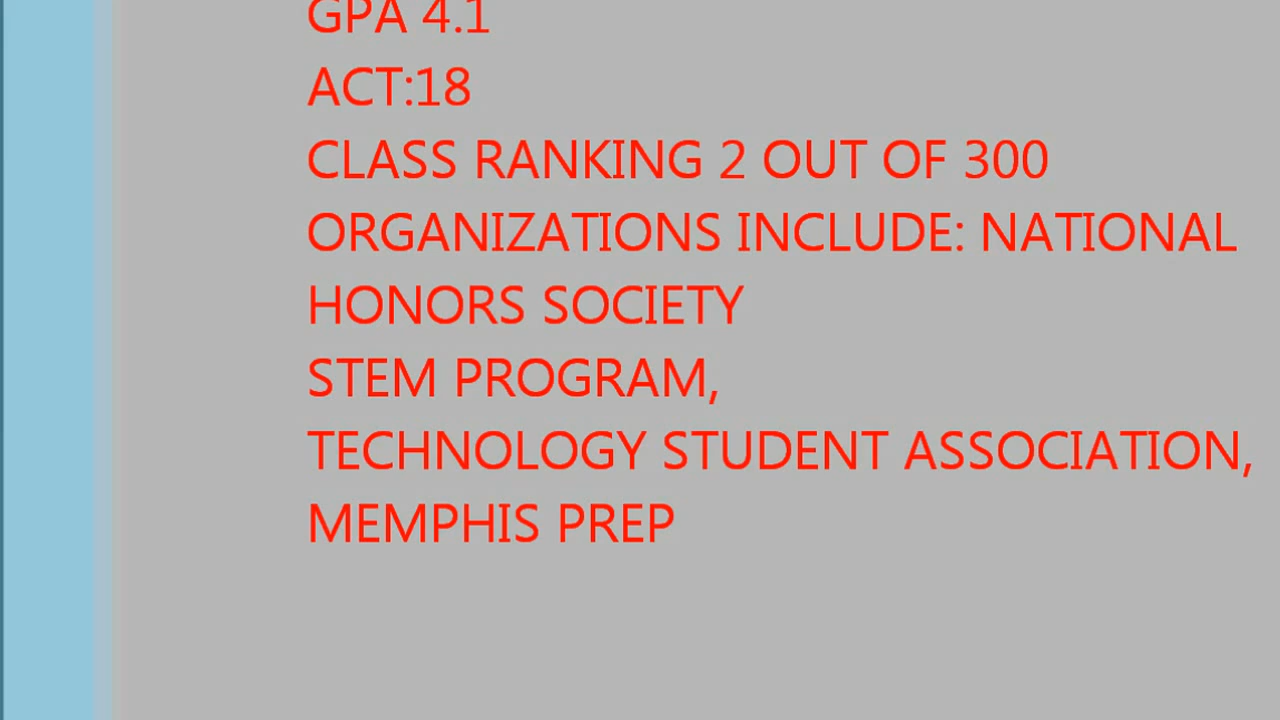 GPA 4.1
ACT:18
CLASS RANKING 2 OUT OF 300
ORGANIZATIONS INCLUDE: NATIONAL
HONORS SOCIETY
STEM PROGRAM,
TECHNOLOGY STUDENT ASSOCIATION,
MEMPHIS PREP